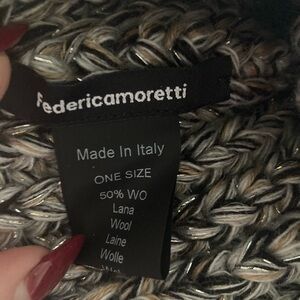 Federicamoretti
Made In Italy
ONE SIZE
50% WO
Lana
Wool
Laine
Wolle